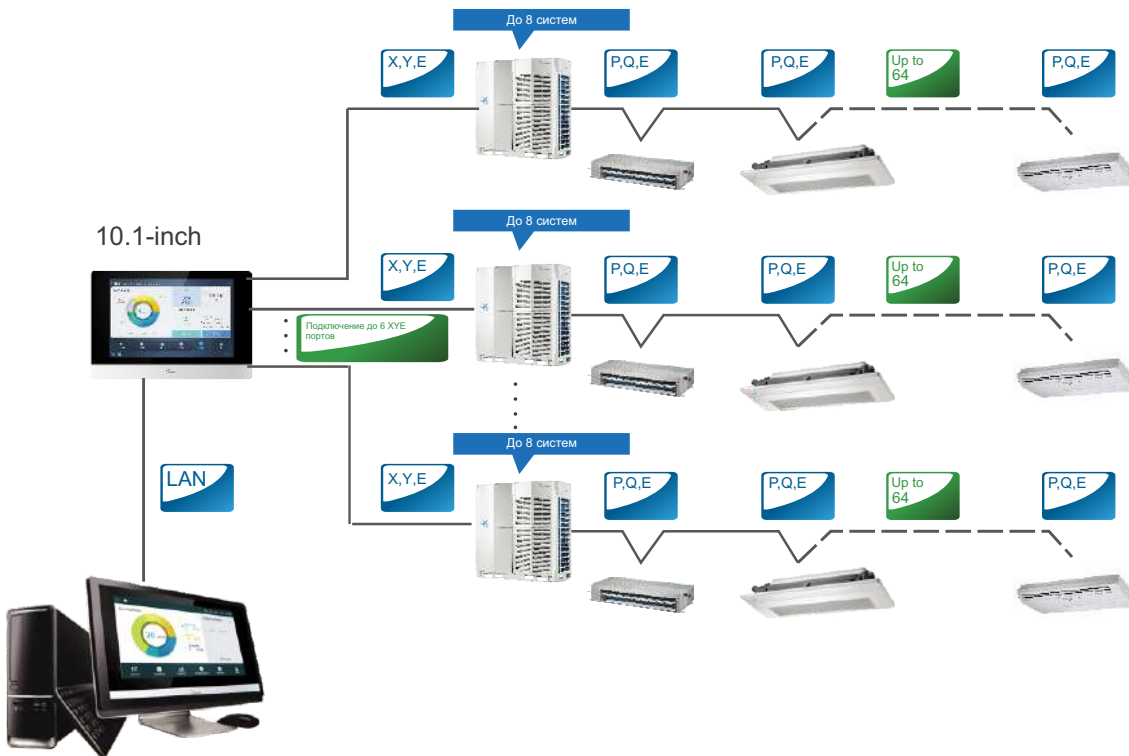 До 8 систем
X,Y,E
P,Q,E
P,Q,E
Up to
64
P,Q,E
10.1-inch
До 8 систем
X,Y,E
P,Q,E
P,Q,E
Up to
64
P,Q,E
Подключение до 6 XYE
портов
До 8 систем
LAN
X,Y,E
P,Q,E
P,Q,E
Up to
64
P,Q,E